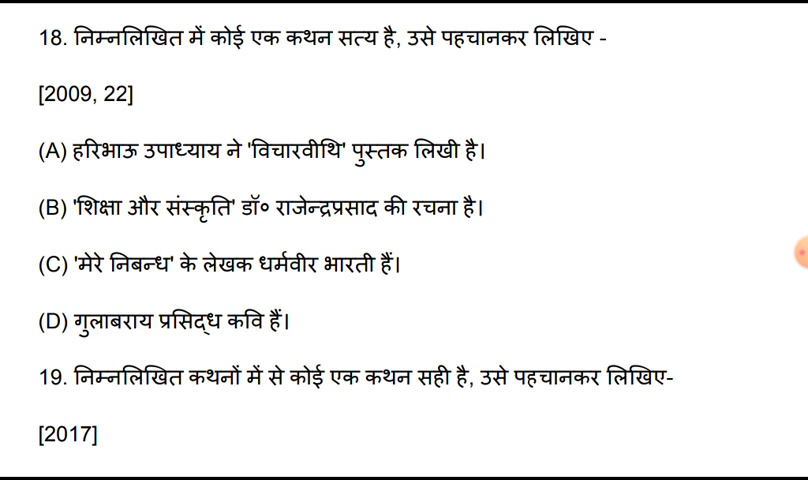 18. निम्नलिखित में कोई एक कथन सत्य है, उसे पहचानकर लिखिए -
[2009, 22]
(A) हरिभाऊ उपाध्याय ने 'विचारवीथि' पुस्तक लिखी है।
(B) 'शिक्षा और संस्कृति' डॉ० राजेन्द्रप्रसाद की रचना है।
(C) 'मेरे निबन्ध' के लेखक धर्मवीर भारती हैं।
(D) गुलाबराय प्रसिद्ध कवि हैं।
19. निम्नलिखित कथनों में से कोई एक कथन सही है, उसे पहचानकर लिखिए-
[2017]